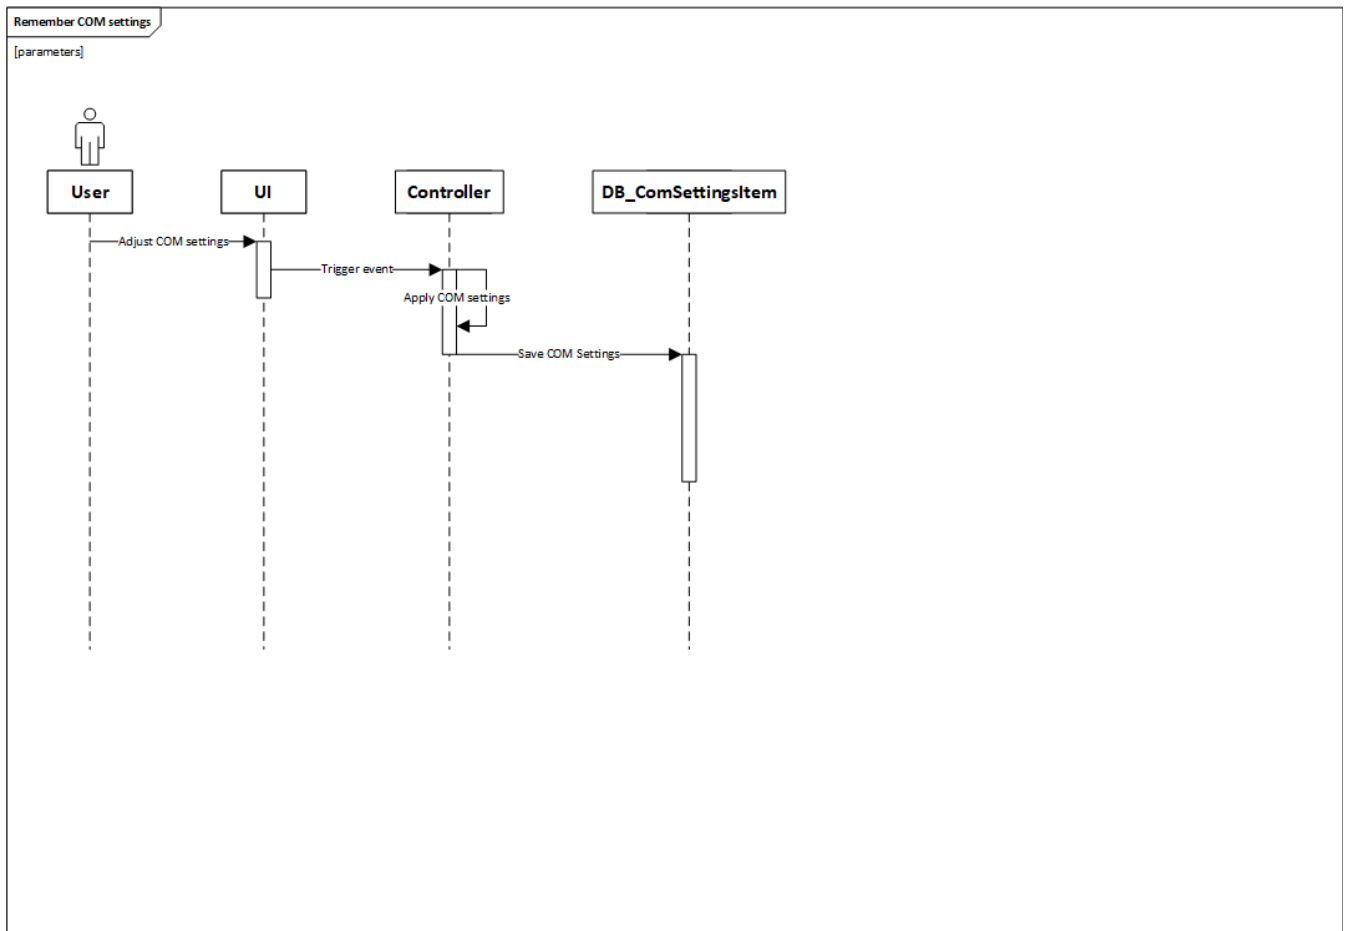 Remember COM settings
[parameters]
User
UI
Controller
DB_ComSettingsItem
Adjust COM settings
Trigger event
Apply COM settings
Save COM Settings